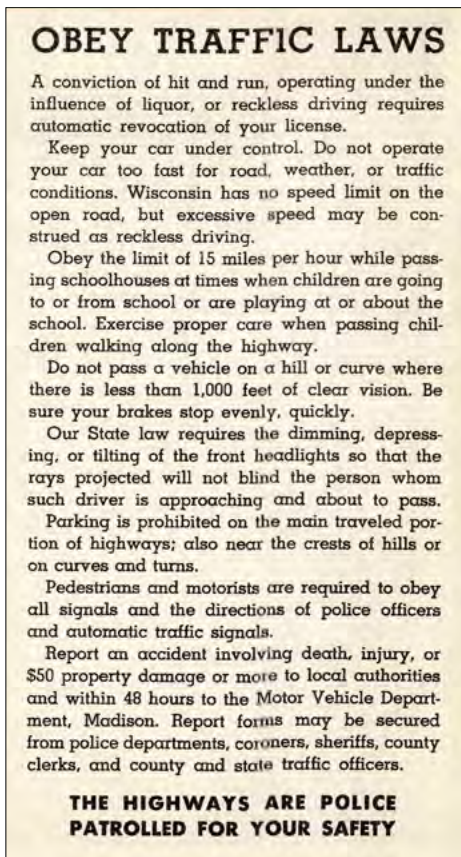 OBEY TRAFFIC LAWS
A conviction of hit and run, operating under the
influence of liquor, or reckless driving requires
automatic revocation of your license.
Keep your car under control. Do not operate
your car too fast for road, weather, or traffic
conditions. Wisconsin has no speed limit on the
open road, but excessive speed may be con-
strued as reckless driving.
Obey the limit of 15 miles per hour while pass-
ing schoolhouses at times when children are going
to or from school or are playing at or about the
school. Exercise proper care when passing chil-
dren walking along the highway.
Do not pass a vehicle on a hill or curve where
there is less than 1,000 feet of clear vision. Be
sure your brakes stop evenly, quickly.
Our State law requires the dimming, depress-
ing, or tilting of the front headlights so that the
rays projected will not blind the person whom
such driver is approaching and about to pass.
Parking is prohibited on the main traveled por-
tion of highways; also near the crests of hills or
on curves and turns.
Pedestrians and motorists are required to obey
all signals and the directions of police officers
and automatic traffic signals.
Report an accident involving death, injury, or
$50 property damage or more to local authorities
and within 48 hours to the Motor Vehicle Depart-
ment, Madison. Report forms may be secured
from police departments, coroners, sheriffs, county
clerks, and county and state traffic officers.
THE HIGHWAYS ARE POLICE
PATROLLED FOR YOUR SAFETY